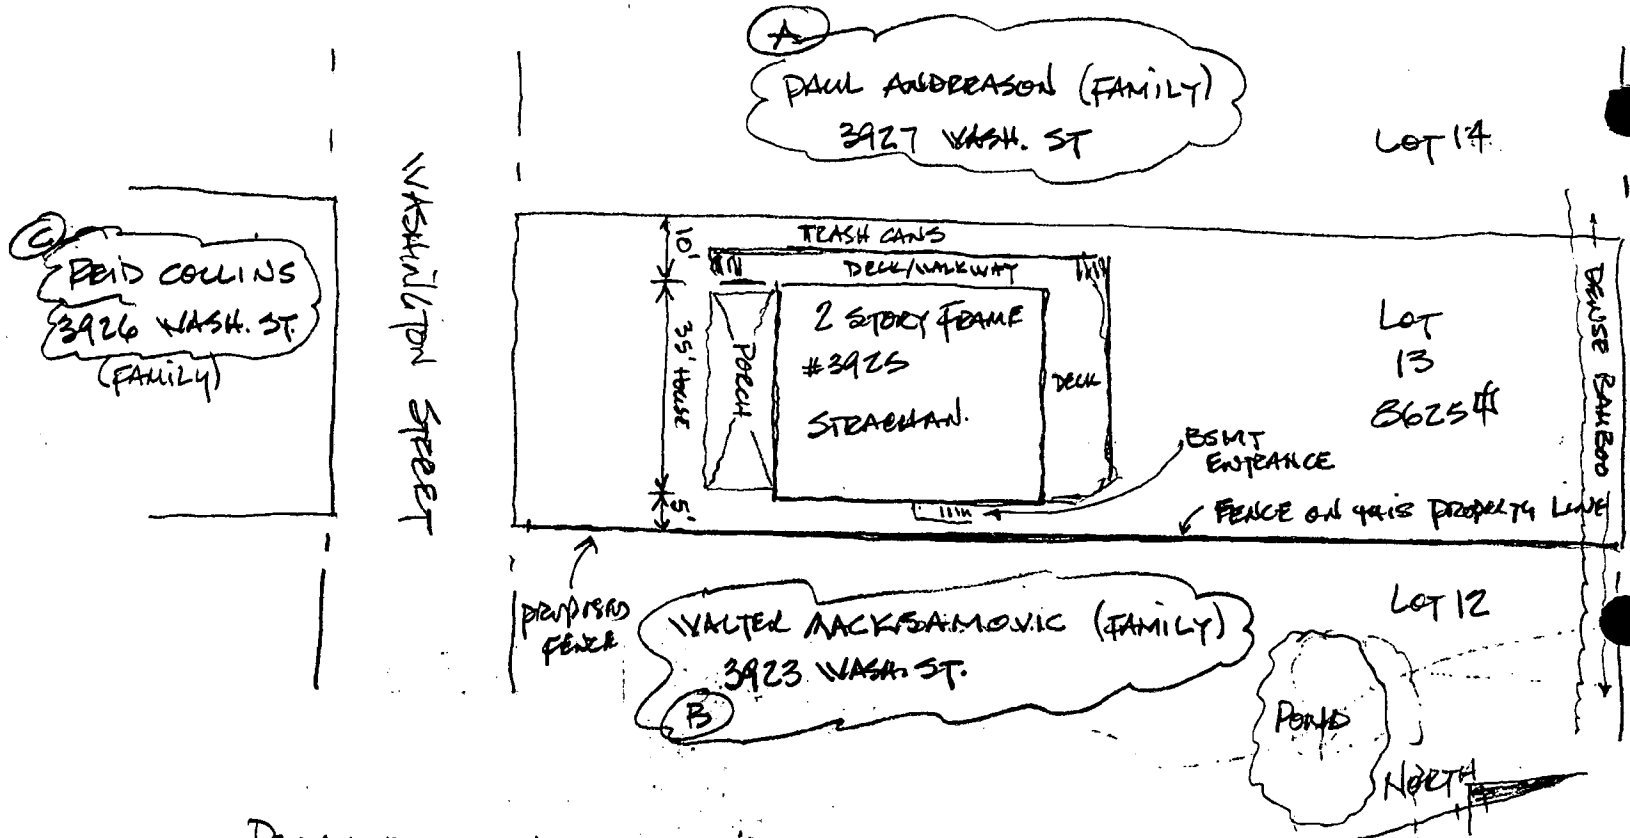 A
PAUL ANDREASON (FAMILY)
3927 WASH. ST
LOT 14
WASHINGTON STREET
C
REID COLLINS
3926 WASH. ST.
(FAMILY)
10'
35' HOUSE
5'
TRASH CANS
DECK/WALKWAY
PORCH
2 STORY FRAME
#3925
STRACHAN.
DECK
LOT
13
8625
DENSE BAMBOO
BSMT
ENTRANCE
FENCE ON THIS PROPERTY LINE
PROPOSED
FENCE
WALTER (FAMILY)
3923 WASH. ST.
B
LOT 12
POND
NORTH